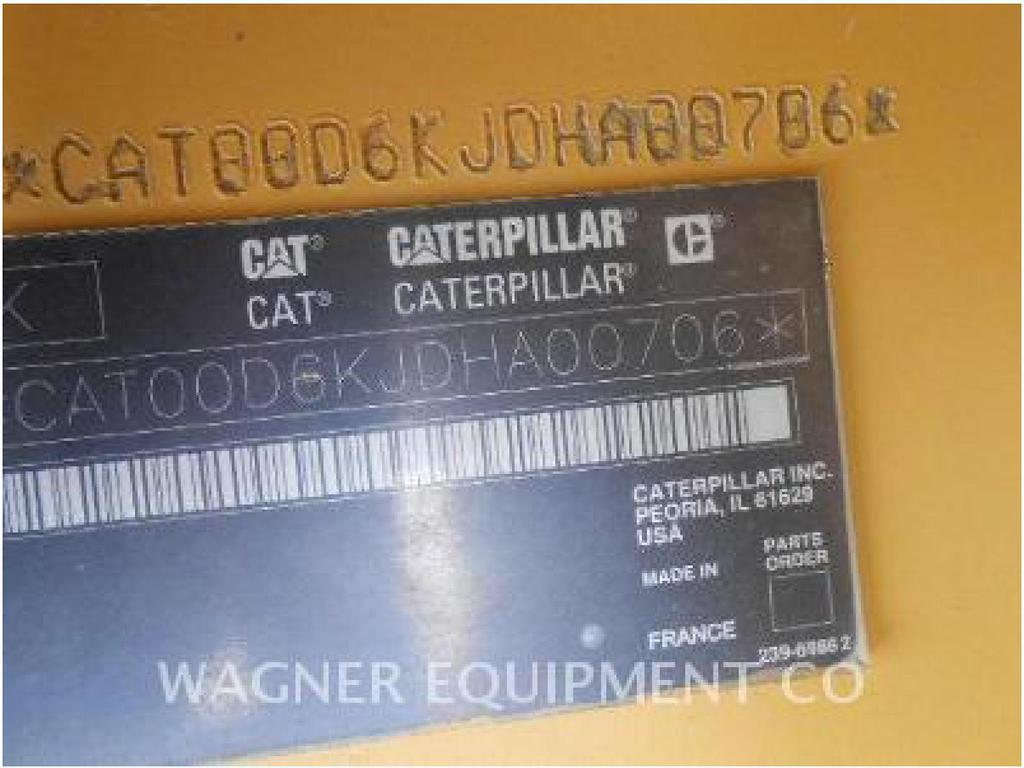 *CAT00D6KJDHA00706*
CAT® CATERPILLAR® C®
CAT® CATERPILLAR®
K
*CAT00D6KJDHA00706*
CATERPILLAR INC.
PEORIA, IL 61629
USA
PARTS
ORDER
MADE IN
FRANCE
WAGNER EQUIPMENT CO